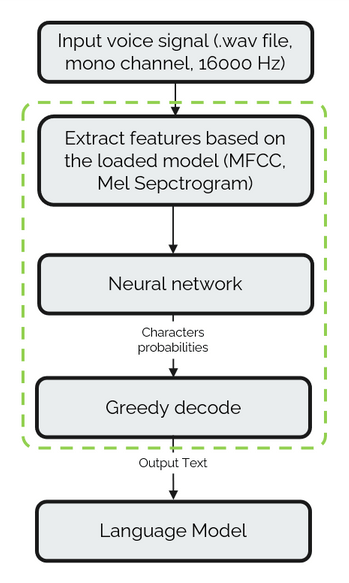 Input voice signal (.wav file,
mono channel, 16000 Hz)
Extract features based on
the loaded model (MFCC,
Mel Sepctrogram)
Neural network
Characters
probabilities
Greedy decode
Output Text
Language Model